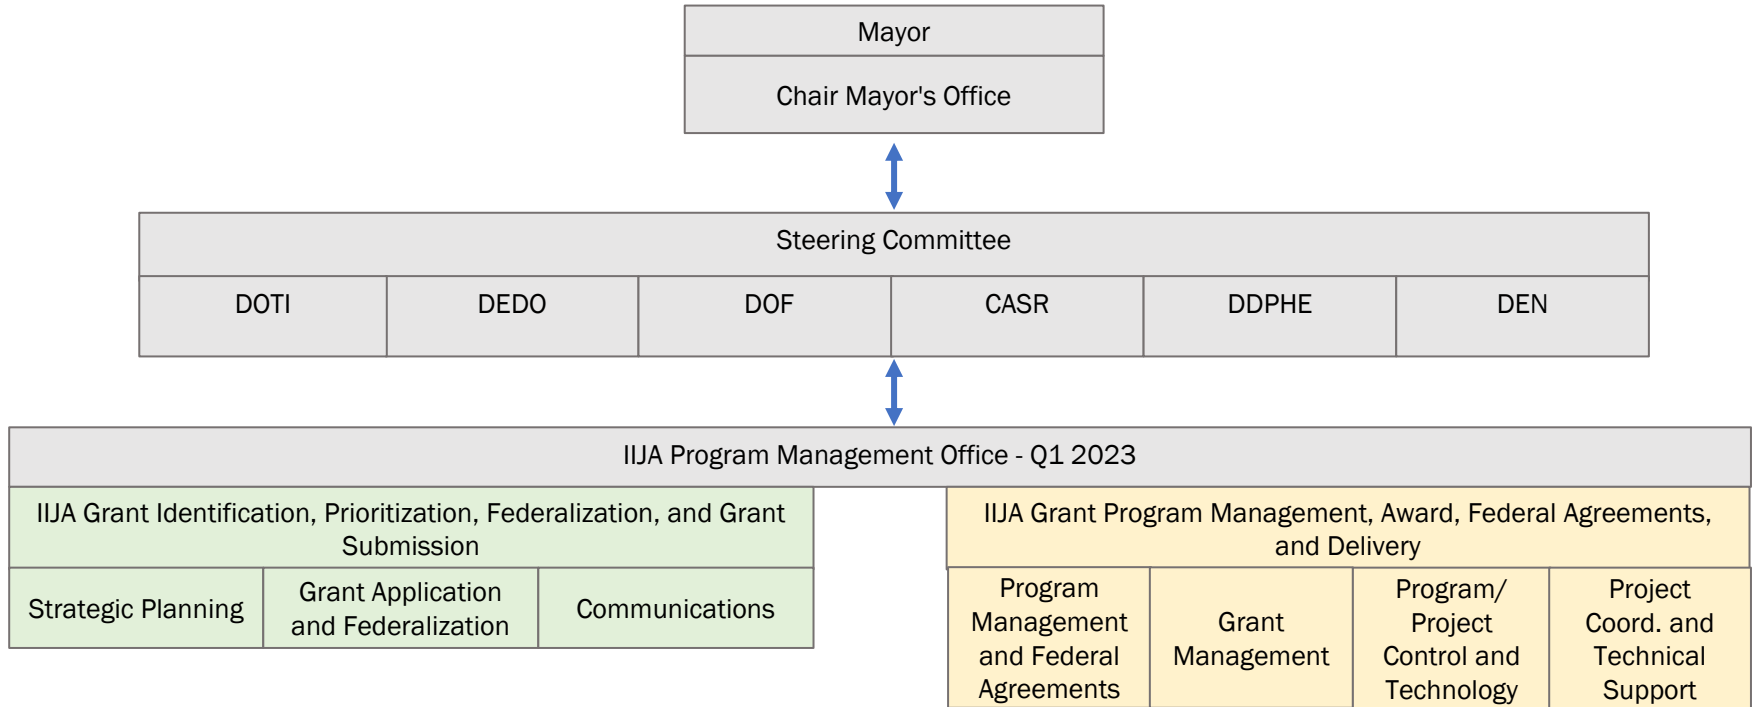 Mayor
Chair Mayor's Office
Steering Committee
DOTI
DEDO
DOF
CASR
DDPHE
DEN
IIJA Program Management Office - Q1 2023
IIJA Grant Identification, Prioritization, Federalization, and Grant
Submission
Strategic Planning
Grant Application
and Federalization
Communications
IIJA Grant Program Management, Award, Federal Agreements,
and Delivery
Program
Management
and Federal
Agreements
Grant
Management
Program/
Project
Control and
Technology
Project
Coord. and
Technical
Support